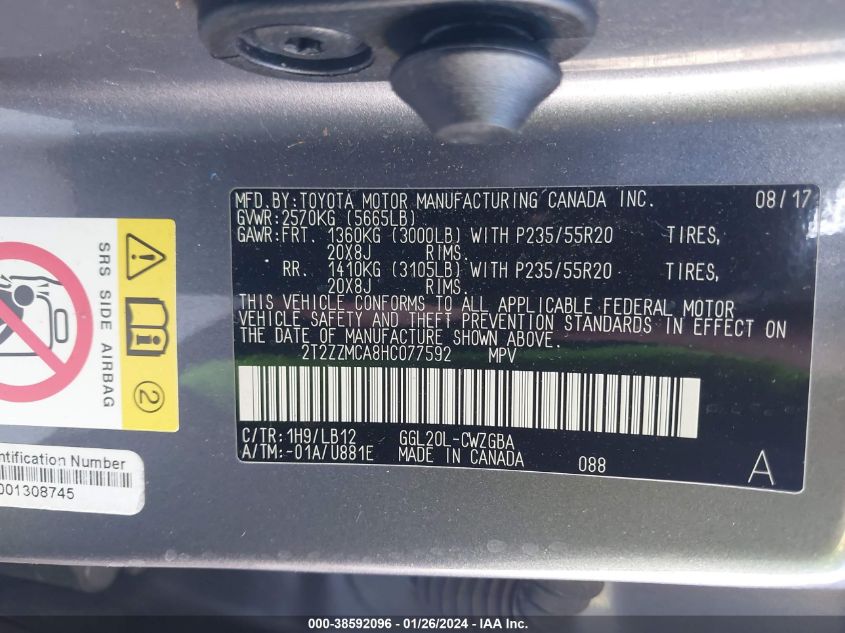 MFD.BY:TOYOTA MOTOR MANUFACTURING CANADA INC. 08/17
GVWR:2570KG (5665LB)
GAWR:FRT. 1360KG (3000LB) WITH P235/55R20 TIRES,
20X8J RIMS.
RR. 1410KG (3105LB) WITH P235/55R20 TIRES,
20X8J RIMS.
THIS VEHICLE CONFORMS TO ALL APPLICABLE FEDERAL MOTOR
VEHICLE SAFETY AND THEFT PREVENTION STANDARDS IN EFFECT ON
THE DATE OF MANUFACTURE SHOWN ABOVE.
2T2ZZMCA8HC077592 MPV
C/TR:1H9/LB12 GGL20L-CWZGBA
A/TM:-01A/U881E MADE IN CANADA 088 A
SRS SIDE AIRBAG
2
ntification Number
001308745
000-38592096 - 01/26/2024 - IAA Inc.